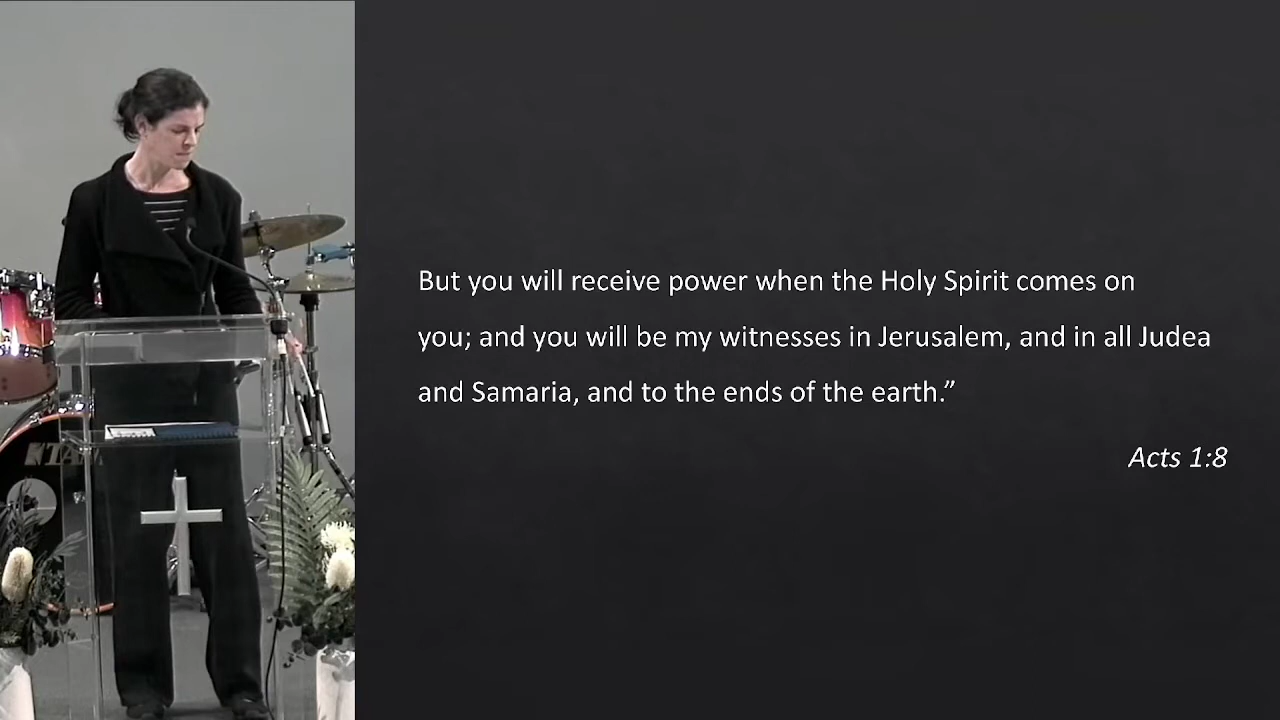 But you will receive power when the Holy Spirit comes on
you; and you will be my witnesses in Jerusalem, and in all Judea
and Samaria, and to the ends of the earth.”
Acts 1:8